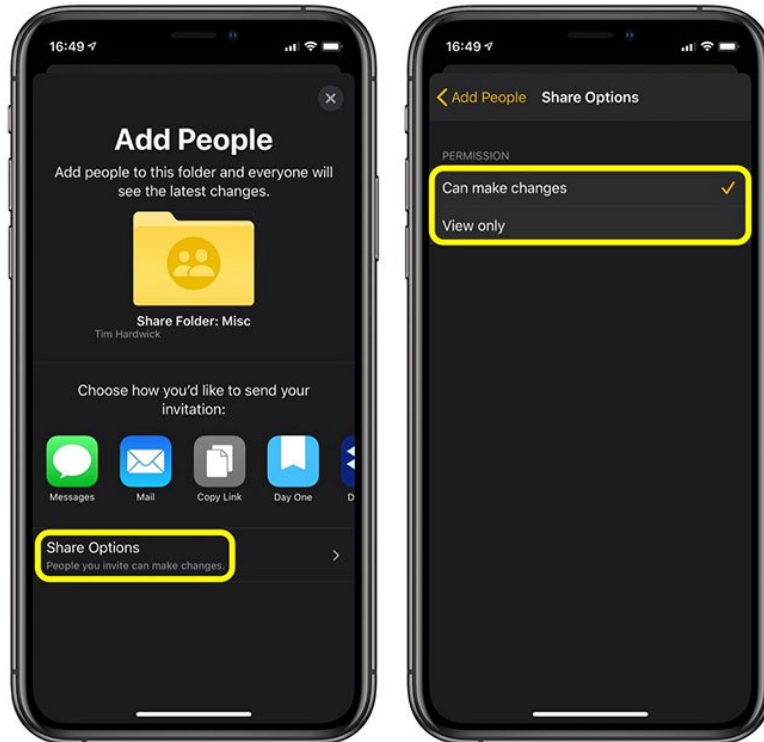 16:49
Add People
Add people to this folder and everyone will
see the latest changes.
Share Folder: Misc
Tim Hardwick
Choose how you'd like to send your
invitation:
Messages
Mail
Copy Link
Day One
D
Share Options
People you invite can make changes.
16:49
Add People
Share Options
PERMISSION
Can make changes
View only